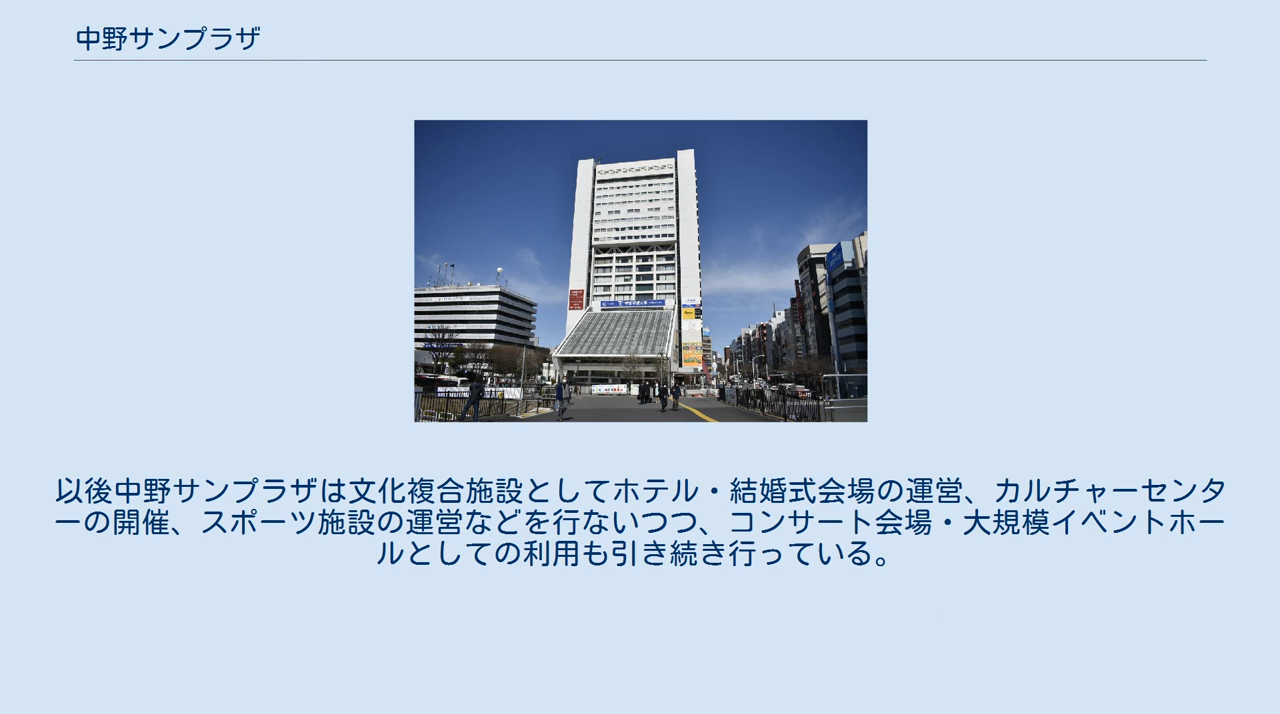 中野サンプラザ
以後中野サンプラザは文化複合施設としてホテル・結婚式会場の運営、カルチャーセンタ
ーの開催、スポーツ施設の運営などを行ないつつ、コンサート会場・大規模イベントホー
ルとしての利用も引き続き行っている。